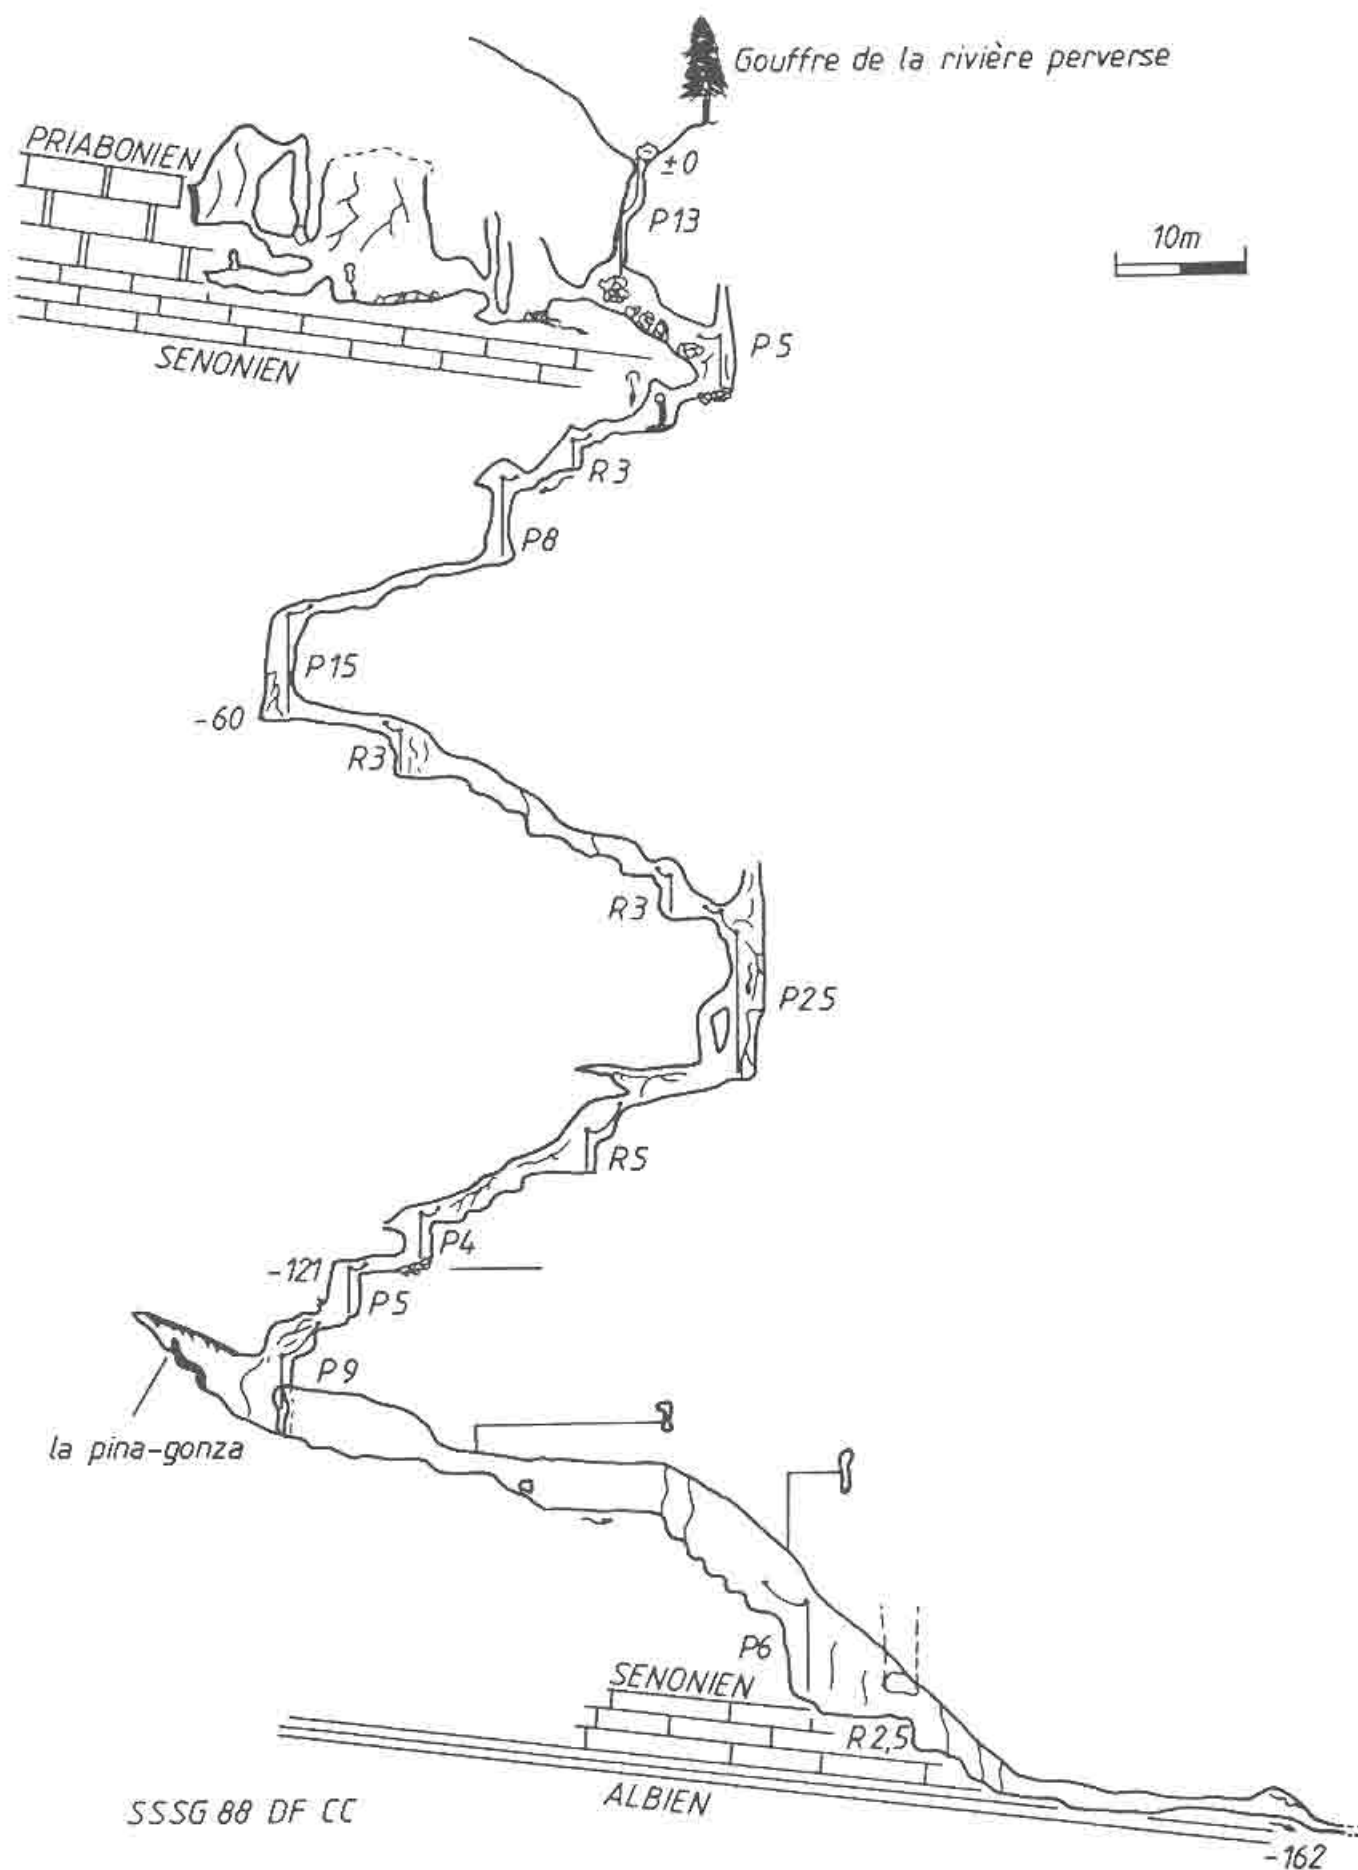 Gouffre de la rivière perverse
PRIABONIEN
±0
P13
10m
P5
SENONIEN
R3
P8
P15
-60
R3
R3
P25
R5
P4
-121
P5
P9
la pina-gonza
P6
SENONIEN
R2,5
ALBIEN
SSSG 88 DF CC
-162